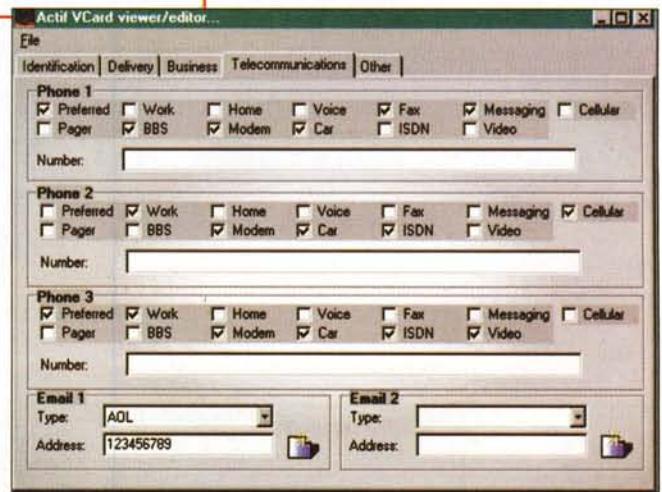 Actif VCard viewer/editor...
File
Identification Delivery Business Telecommunications Other
Phone 1
Preferred Work Home Voice Fax Messaging Cellular
Pager BBS Modem Car ISDN Video
Number:
Phone 2
Preferred Work Home Voice Fax Messaging Cellular
Pager BBS Modem Car ISDN Video
Number:
Phone 3
Preferred Work Home Voice Fax Messaging Cellular
Pager BBS Modem Car ISDN Video
Number:
Email 1 Email 2
Type: AOL Type:
Address: 123456789 Address: